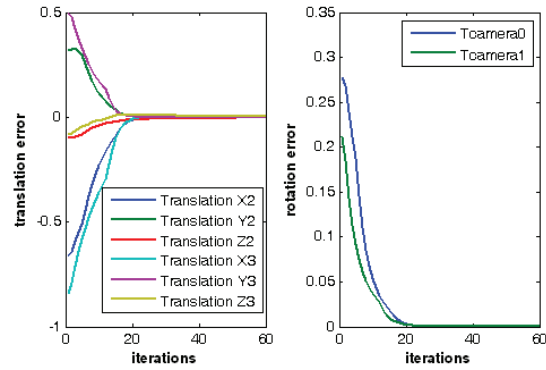 0.5
0
-0.5
-1
translation error
0
20
40
60
iterations
Translation X2
Translation Y2
Translation Z2
Translation X3
Translation Y3
Translation Z3
0.35
0.3
0.25
0.2
0.15
0.1
0.05
0
rotation error
0
20
40
60
iterations
Tcamera0
Tcamera1